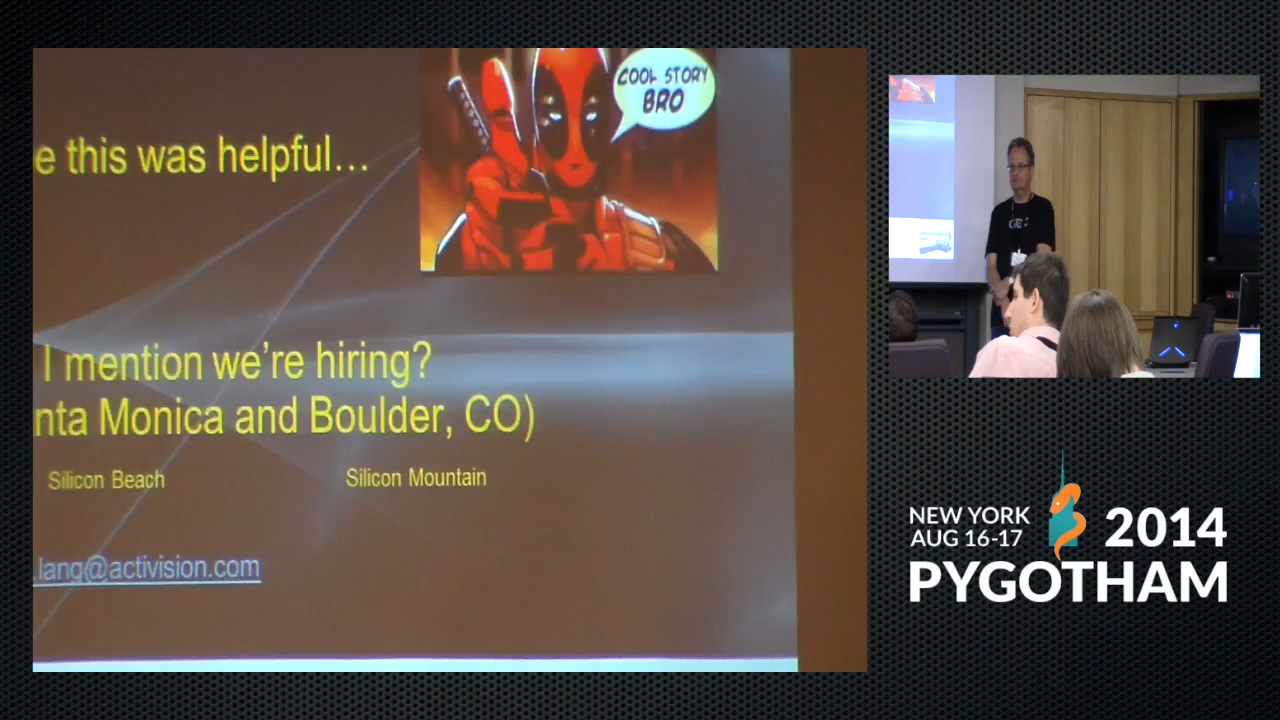 COOL STORY
BRO
e this was helpful...
I mention we're hiring?
nta Monica and Boulder, CO)
Silicon Beach
Silicon Mountain
.lang@activision.com
NEW YORK
AUG 16-17
2014
PYGOTHAM